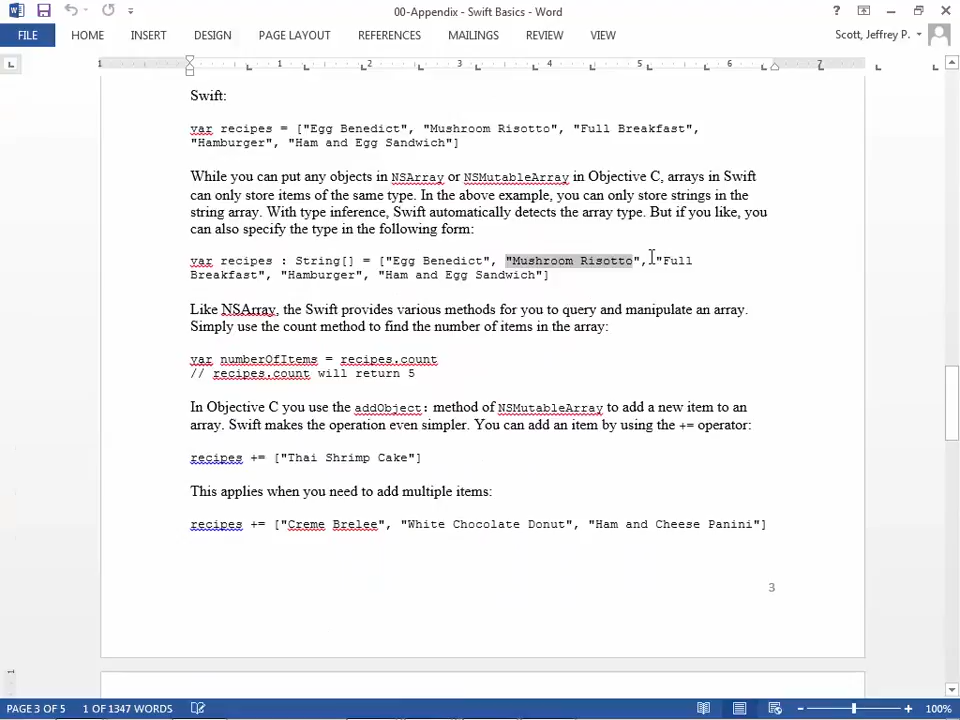 00-Appendix - Swift Basics - Word
?
FILE HOME INSERT DESIGN PAGE LAYOUT REFERENCES MAILINGS REVIEW VIEW Scott, Jeffrey P.
1 1 2 3 4 5 6 7
Swift:
var recipes = ["Egg Benedict", "Mushroom Risotto", "Full Breakfast",
"Hamburger", "Ham and Egg Sandwich"]
While you can put any objects in NSArray or NSMutableArray in Objective C, arrays in Swift
can only store items of the same type. In the above example, you can only store strings in the
string array. With type inference, Swift automatically detects the array type. But if you like, you
can also specify the type in the following form:
var recipes : String[] = ["Egg Benedict", "Mushroom Risotto", "Full
Breakfast", "Hamburger", "Ham and Egg Sandwich"]
Like NSArray, the Swift provides various methods for you to query and manipulate an array.
Simply use the count method to find the number of items in the array:
var numberOfItems = recipes.count
// recipes.count will return 5
In Objective C you use the addObject: method of NSMutableArray to add a new item to an
array. Swift makes the operation even simpler. You can add an item by using the += operator:
recipes += ["Thai Shrimp Cake"]
This applies when you need to add multiple items:
recipes += ["Creme Brelee", "White Chocolate Donut", "Ham and Cheese Panini"]
3
1
PAGE 3 OF 5 1 OF 1347 WORDS 100%